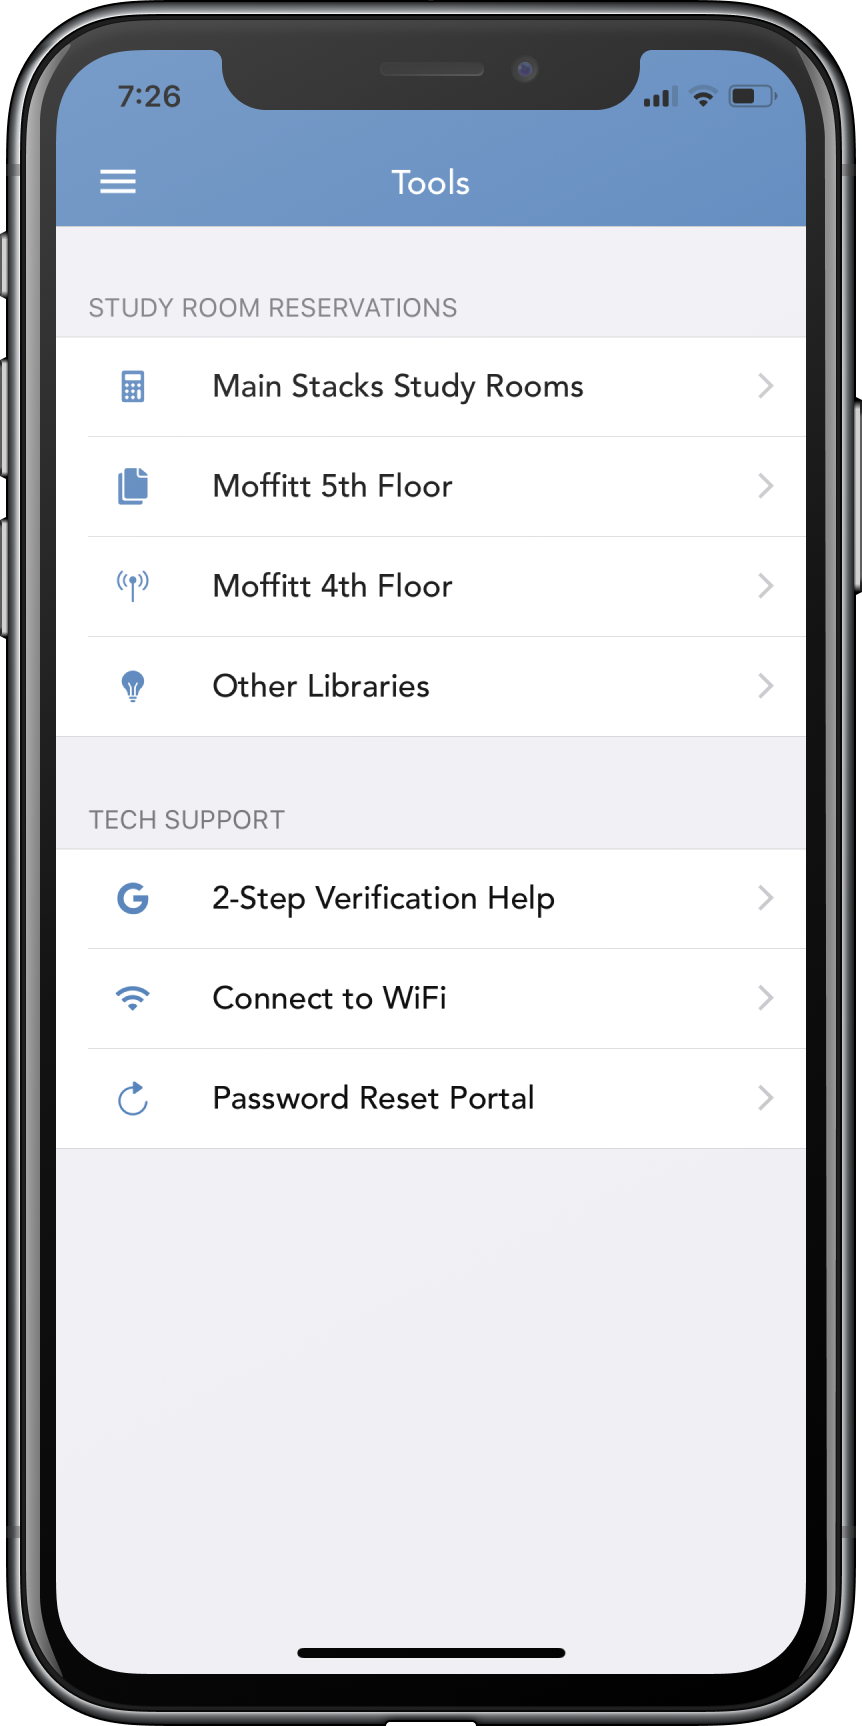 7:26
Tools
STUDY ROOM RESERVATIONS
Main Stacks Study Rooms
Moffitt 5th Floor
Moffitt 4th Floor
Other Libraries
TECH SUPPORT
2-Step Verification Help
Connect to WiFi
Password Reset Portal